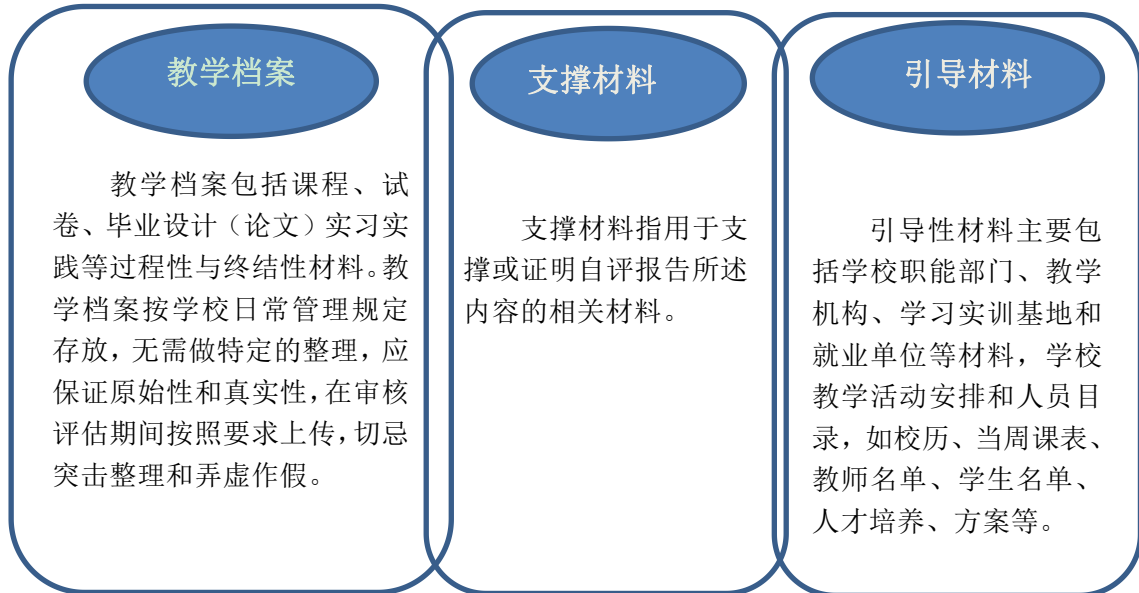 教学档案
教学档案包括课程、试
卷、毕业设计（论文）实习实
践等过程性与终结性材料。教
学档案按学校日常管理规定
存放，无需做特定的整理，应
保证原始性和真实性，在审核
评估期间按照要求上传，切忌
突击整理和弄虚作假。
支撑材料
支撑材料指用于支
撑或证明自评报告所述
内容的相关材料。
引导材料
引导性材料主要包
括学校职能部门、教学
机构、学习实训基地和
就业单位等材料，学校
教学活动安排和人员目
录，如校历、当周课表、
教师名单、学生名单、
人才培养、方案等。